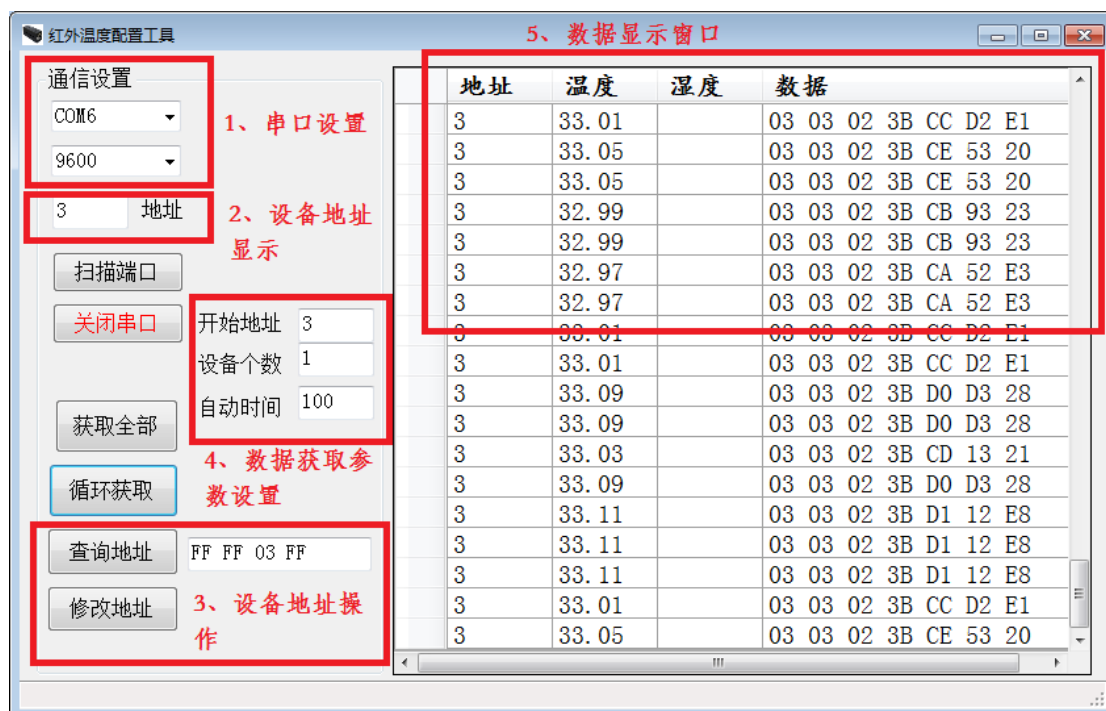 红外温度配置工具
5、数据显示窗口
通信设置
COM6
1、串口设置
9600
3 地址
2、设备地址
显示
扫描端口
关闭串口
开始地址 3
设备个数 1
自动时间 100
获取全部
4、数据获取参
数设置
循环获取
查询地址 FF FF 03 FF
修改地址
3、设备地址操
作
地址 温度 湿度 数据
3 33.01 03 03 02 3B CC D2 E1
3 33.05 03 03 02 3B CE 53 20
3 33.05 03 03 02 3B CE 53 20
3 32.99 03 03 02 3B CB 93 23
3 32.99 03 03 02 3B CB 93 23
3 32.97 03 03 02 3B CA 52 E3
3 32.97 03 03 02 3B CA 52 E3
3 33.01 03 03 02 3B CC D2 E1
3 33.01 03 03 02 3B CC D2 E1
3 33.09 03 03 02 3B D0 D3 28
3 33.09 03 03 02 3B D0 D3 28
3 33.03 03 03 02 3B CD 13 21
3 33.09 03 03 02 3B D0 D3 28
3 33.11 03 03 02 3B D1 12 E8
3 33.11 03 03 02 3B D1 12 E8
3 33.11 03 03 02 3B D1 12 E8
3 33.01 03 03 02 3B CC D2 E1
3 33.05 03 03 02 3B CE 53 20